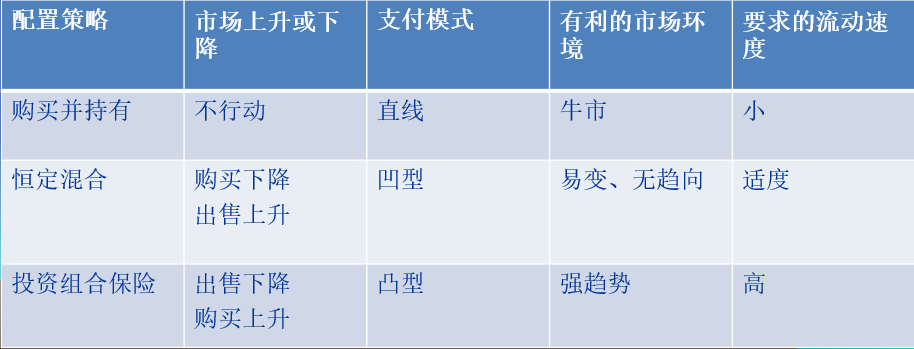 配置策略
市场上升或下
降
支付模式
有利的市场环
境
要求的流动速
度
购买并持有
不行动
直线
牛市
小
恒定混合
购买下降
出售上升
凹型
易变、无趋向
适度
投资组合保险
出售下降
购买上升
凸型
强趋势
高